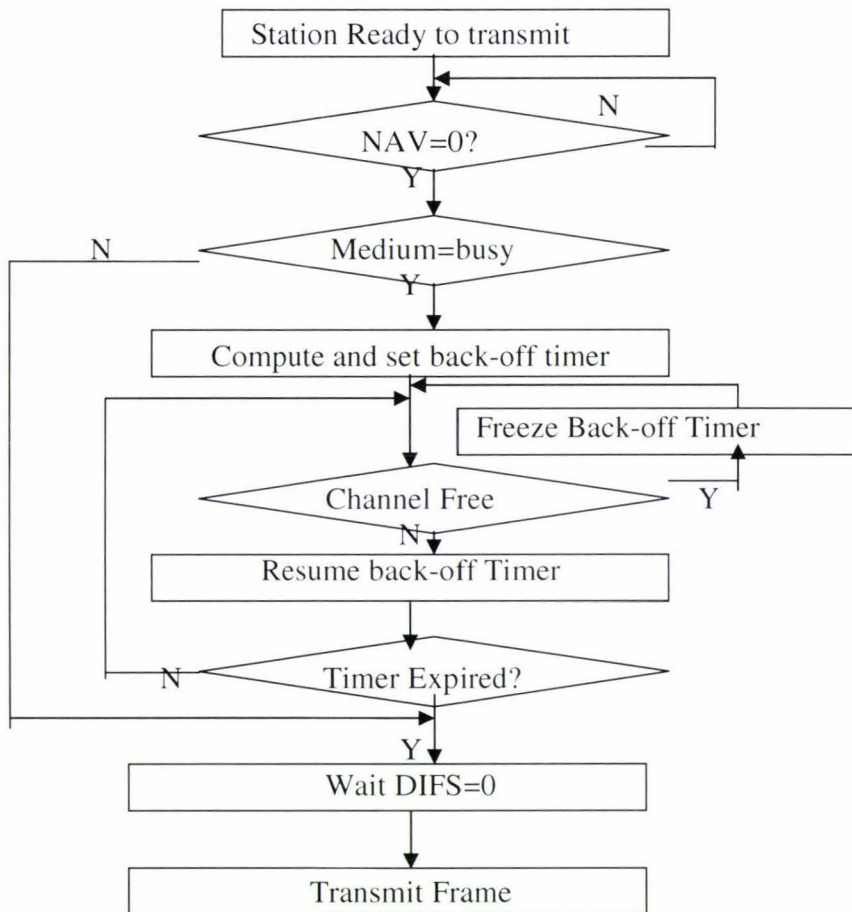 Station Ready to transmit
N
NAV=0?
Y
N
Medium=busy
Y
Compute and set back-off timer
Freeze Back-off Timer
Channel Free
Y
N
Resume back-off Timer
N
Timer Expired?
Y
Wait DIFS=0
Transmit Frame